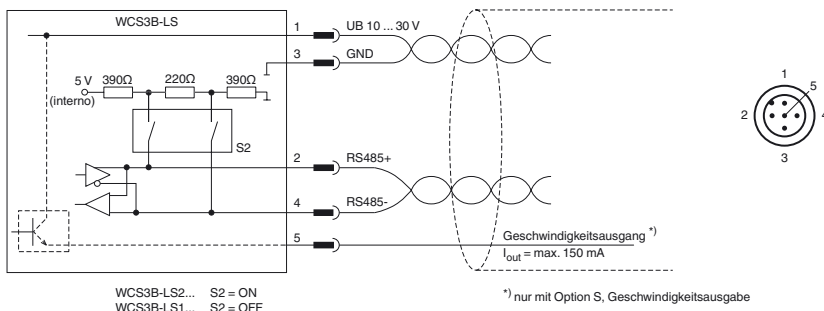 WCS3B-LS
1 UB 10 ... 30 V
3 GND
5 V 390Ω 220Ω 390Ω
(interno)
S2
2 RS485+
4 RS485-
5
Geschwindigkeitsausgang *)
Iout = max. 150 mA
1
5
2 4
3
WCS3B-LS2... S2 = ON
WCS3B-LS1... S2 = OFF
*) nur mit Option S, Geschwindigkeitsausgabe